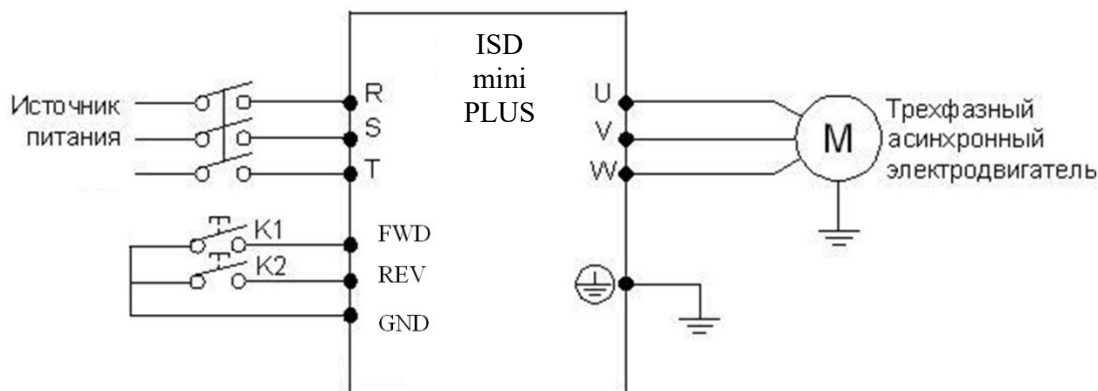 ISD
mini
PLUS
Источник
питания
R
S
T
U
V
W
M
Трехфазный
асинхронный
электродвигатель
K1
FWD
K2
REV
GND